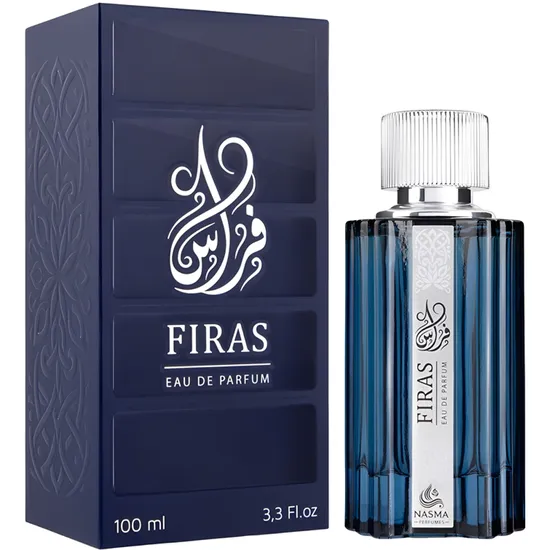 فراس
FIRAS
EAU DE PARFUM
100 ml
3,3 Fl.oz
فراس
FIRAS
EAU DE PARFUM
NASMA
PERFUMES